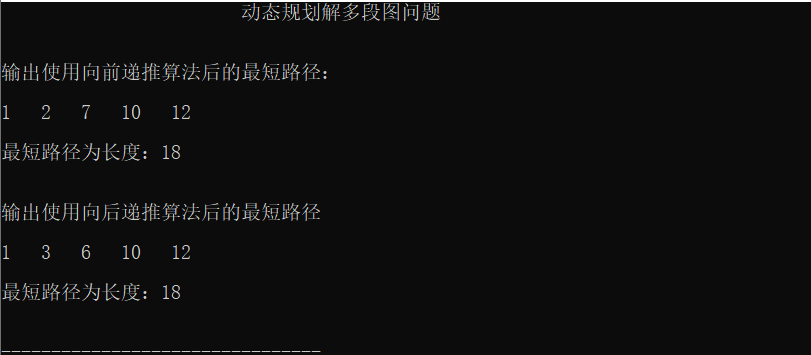 动态规划解多段图问题
输出使用向前递推算法后的最短路径：
1 2 7 10 12
最短路径为长度：18
输出使用向后递推算法后的最短路径
1 3 6 10 12
最短路径为长度：18
--------------------------------